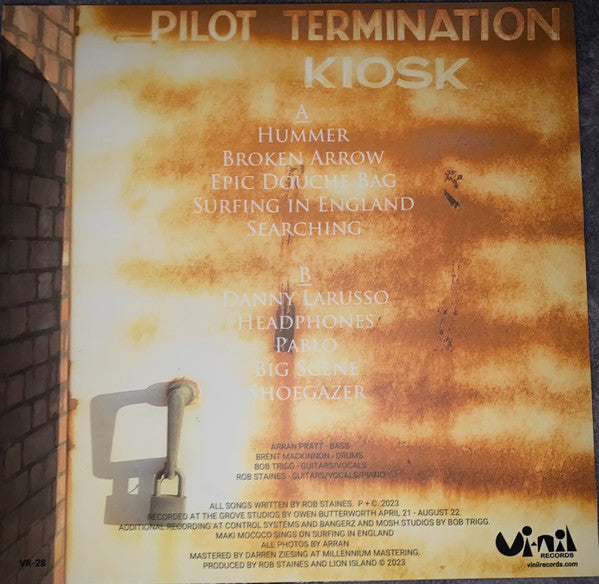 PILOT TERMINATION
KIOSK
A
HUMMER
BROKEN ARROW
EPIC DOUCHE BAG
SURFING IN ENGLAND
SEARCHING
B
DANNY LARUSSO
HEADPHONES
PABLO
BIG SCENE
SHOEGAZER
ARRAN PRATT - BASS
BRENT MACKINNON - DRUMS
BOB TRIGG - GUITARS/VOCALS
ROB STAINES - GUITARS/VOCALS/PIANO
ALL SONGS WRITTEN BY ROB STAINES. P + C. 2023
RECORDED AT THE GROVE STUDIOS BY OWEN BUTTERWORTH APRIL 21 - AUGUST 22.
ADDITIONAL RECORDING AT CONTROL SYSTEMS AND BANGERZ AND MOSH STUDIOS BY BOB TRIGG.
MAKI MOCOCO SINGS ON SURFING IN ENGLAND
ALL PHOTOS BY ARRAN
MASTERED BY DARREN ZIESING AT MILLENNIUM MASTERING.
PRODUCED BY ROB STAINES AND LION ISLAND © 2023
VR-28
Vi-nil
RECORDS
vinilrecords.com